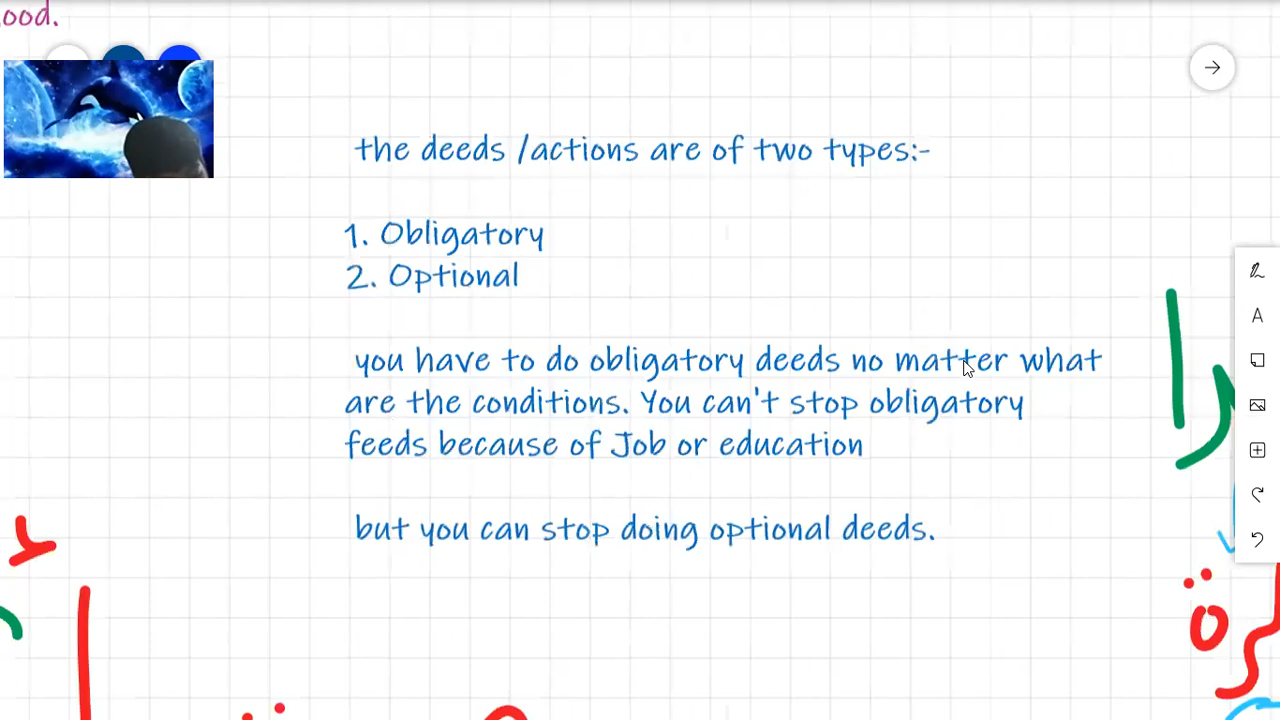 ood.
the deeds /actions are of two types:-
1. Obligatory
2. Optional
you have to do obligatory deeds no matter what
are the conditions. You can't stop obligatory
feeds because of Job or education
but you can stop doing optional deeds.